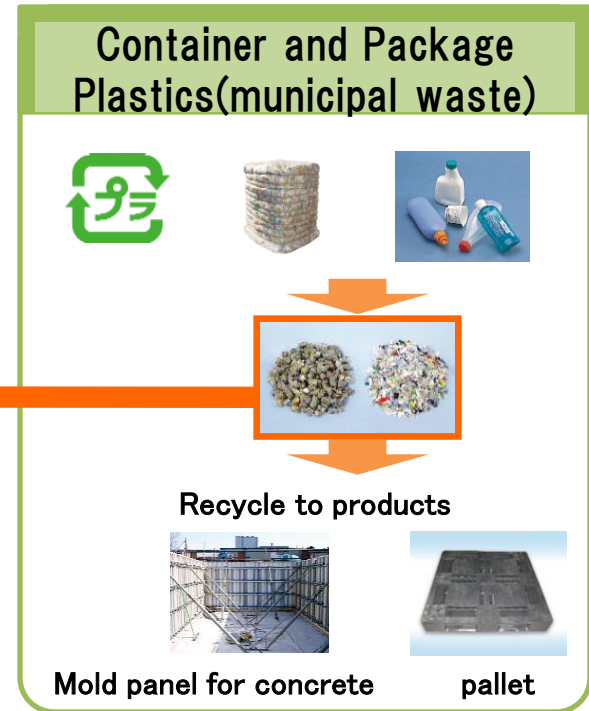 Container and Package
Plastics(municipal waste)
プラ
Recycle to products
Mold panel for concrete
pallet